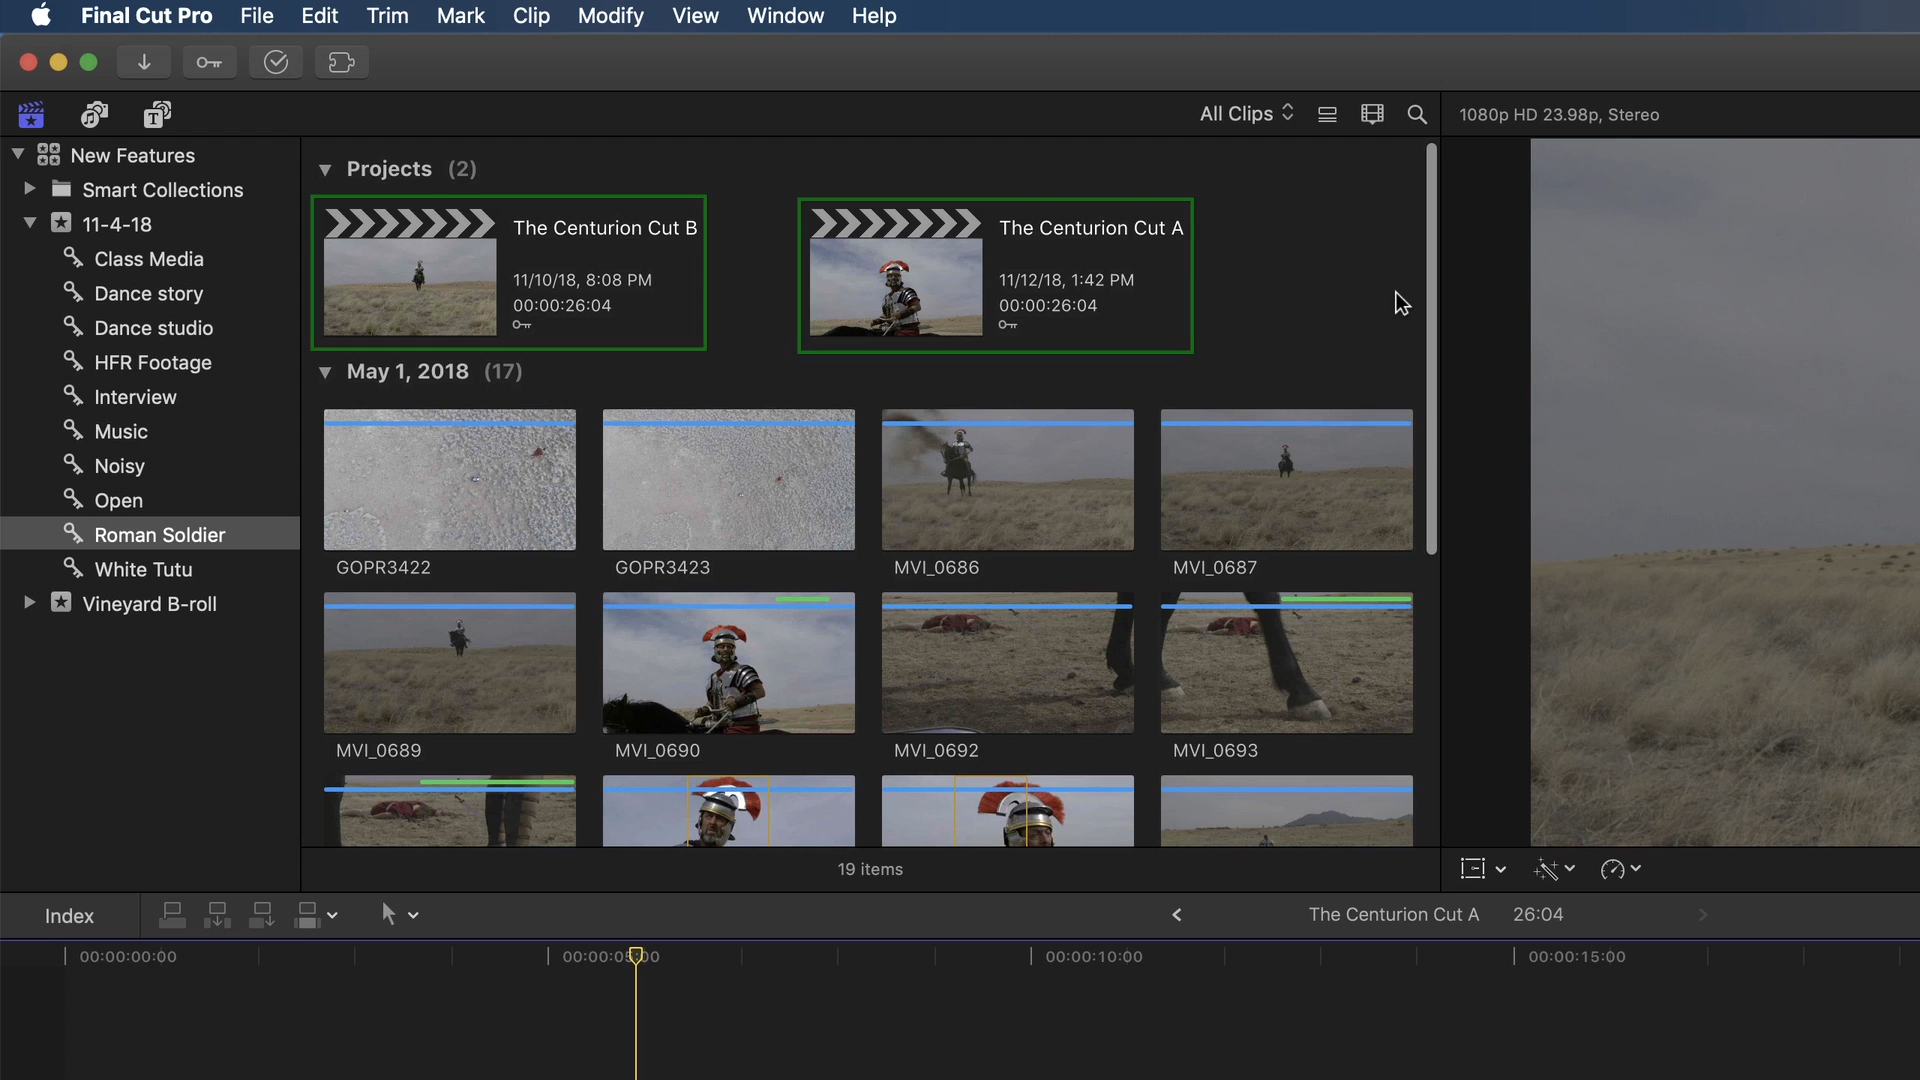 Final Cut Pro File Edit Trim Mark Clip Modify View Window Help
All Clips
1080p HD 23.98p, Stereo
New Features
Smart Collections
11-4-18
Class Media
Dance story
Dance studio
HFR Footage
Interview
Music
Noisy
Open
Roman Soldier
White Tutu
Vineyard B-roll
Projects (2)
The Centurion Cut B
11/10/18, 8:08 PM
00:00:26:04
The Centurion Cut A
11/12/18, 1:42 PM
00:00:26:04
May 1, 2018 (17)
GOPR3422
GOPR3423
MVI_0686
MVI_0687
MVI_0689
MVI_0690
MVI_0692
MVI_0693
19 items
Index
The Centurion Cut A 26:04
00:00:00:00
00:00:05:00
00:00:10:00
00:00:15:00